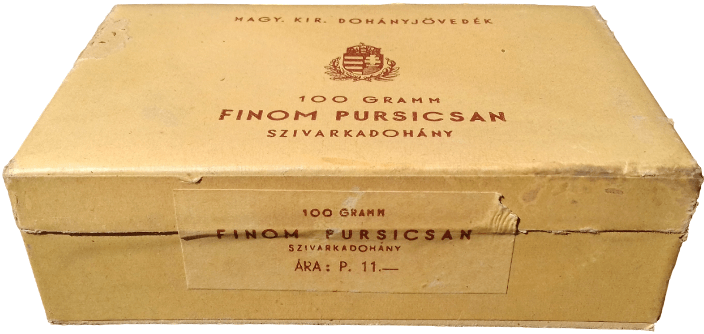 MAGY. KIR. DOHÁNYJÖVEDÉK
100 GRAMM
FINOM PURSICSAN
SZIVARKADOHÁNY
100 GRAMM
FINOM PURSICSAN
SZIVARKADOHÁNY
ÁRA: P. 11.—